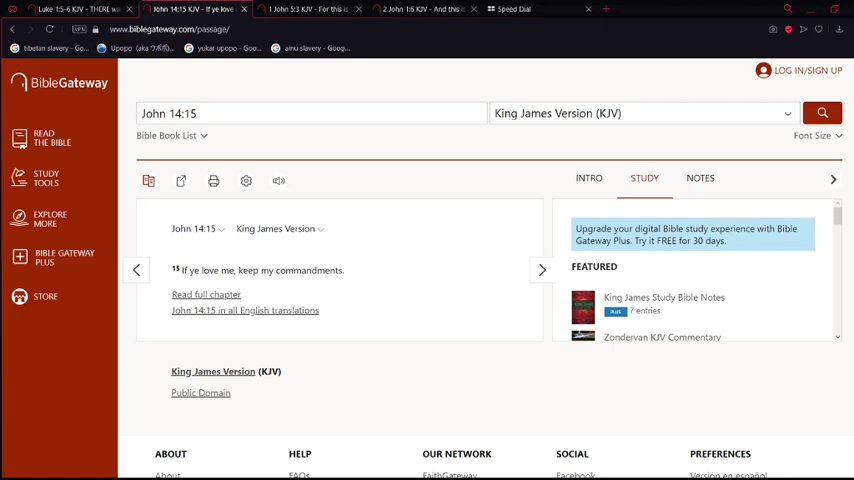 Luke 1:5-6 KJV - THERE wa
John 14:15 KJV - If ye love
1 John 5:3 KJV - For this is
2 John 1:6 KJV - And this is
Speed Dial
VPN
www.biblegateway.com/passage/
tibetan slavery - Go...
Upopo (aka ウポポ)...
yukar upopo - Goo...
ainu slavery - Goog...
BibleGateway
LOG IN/SIGN UP
John 14:15
King James Version (KJV)
Bible Book List
Font Size
READ
THE BIBLE
STUDY
TOOLS
EXPLORE
MORE
BIBLE GATEWAY
PLUS
STORE
INTRO
STUDY
NOTES
John 14:15
King James Version
15 If ye love me, keep my commandments.
Read full chapter
John 14:15 in all English translations
Upgrade your digital Bible study experience with Bible
Gateway Plus. Try it FREE for 30 days.
FEATURED
King James Study Bible Notes
PLUS 7 entries
Zondervan KJV Commentary
King James Version (KJV)
Public Domain
ABOUT
HELP
OUR NETWORK
SOCIAL
PREFERENCES
About
FAQs
FaithGateway
Facebook
Versión en español